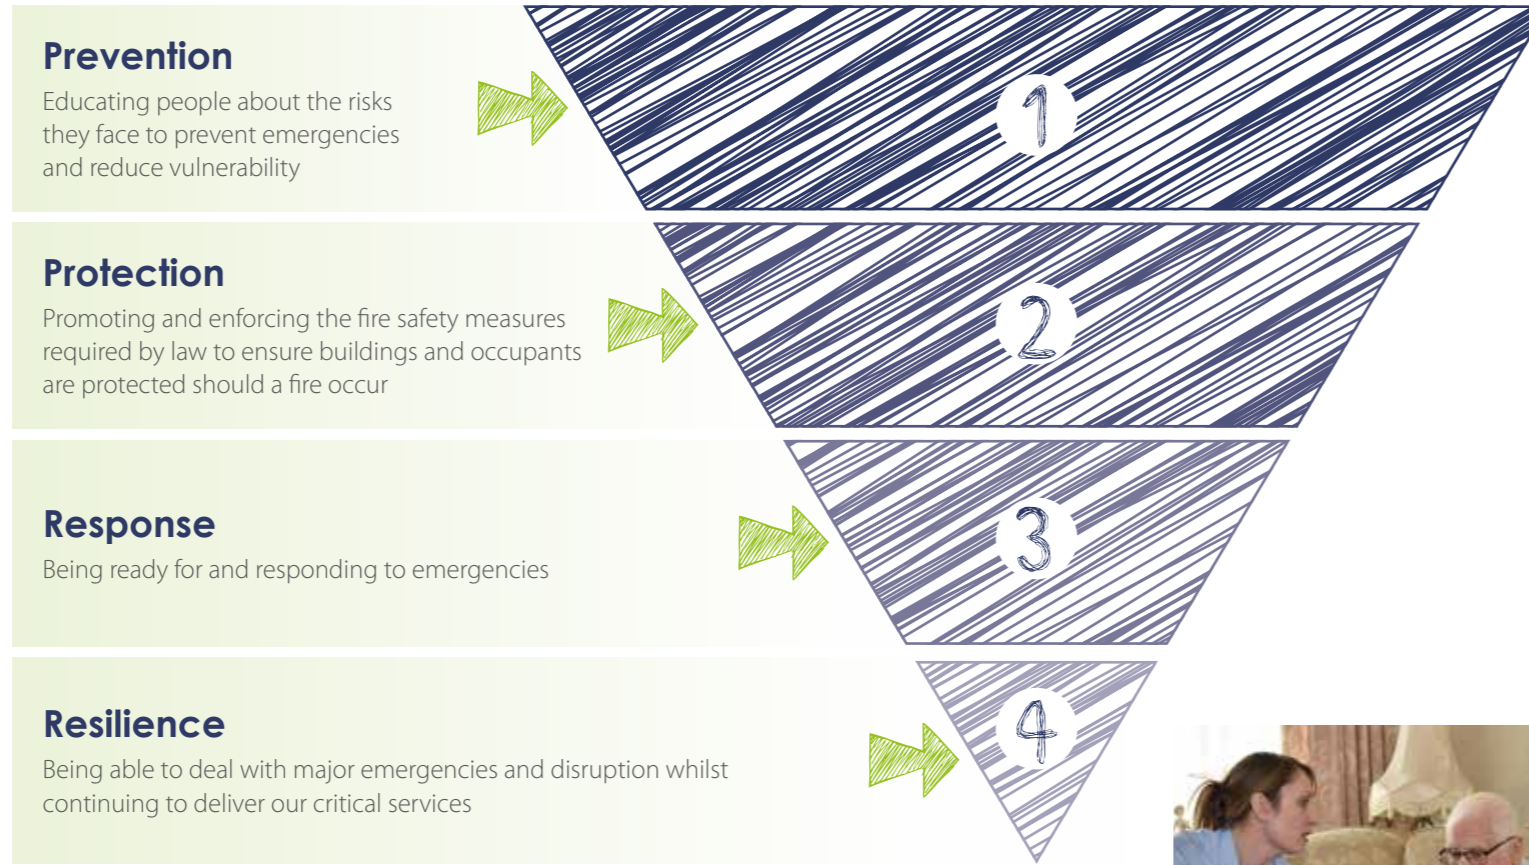 Prevention
Educating people about the risks
they face to prevent emergencies
and reduce vulnerability
1
Protection
Promoting and enforcing the fire safety measures
required by law to ensure buildings and occupants
are protected should a fire occur
2
Response
Being ready for and responding to emergencies
3
Resilience
Being able to deal with major emergencies and disruption whilst
continuing to deliver our critical services
4